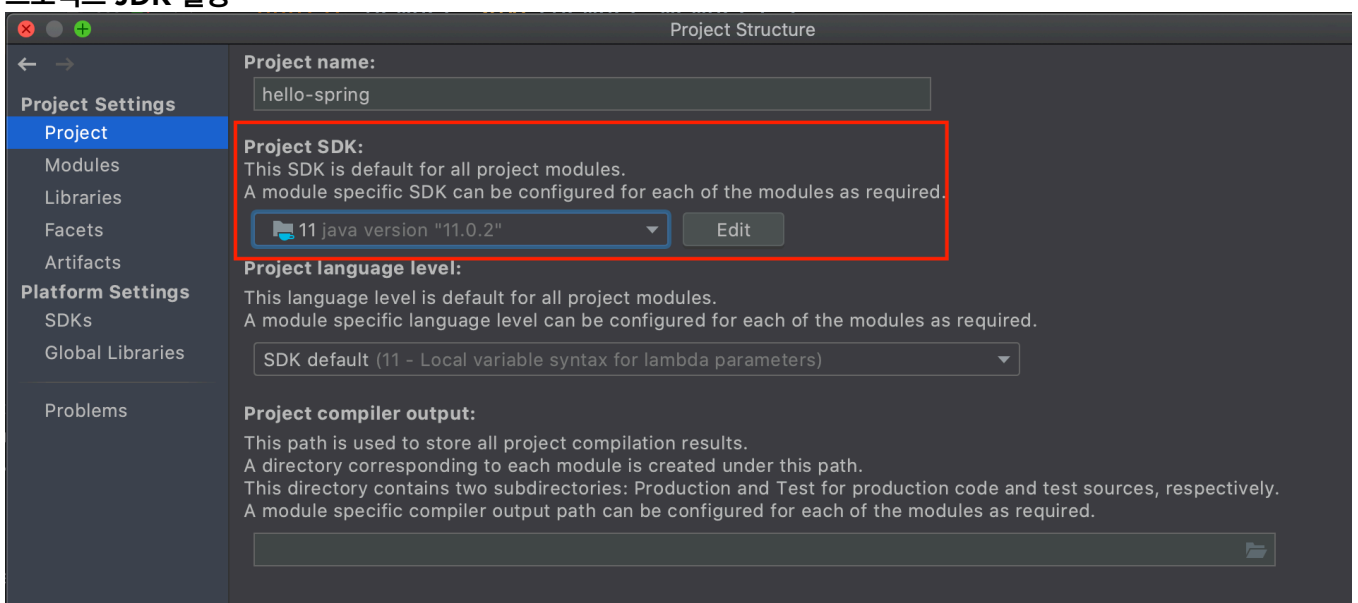 프로젝트 JDK 설정
Project Structure
Project name:
hello-spring
Project Settings
Project
Modules
Libraries
Facets
Artifacts
Platform Settings
SDKs
Global Libraries
Problems
Project SDK:
This SDK is default for all project modules.
A module specific SDK can be configured for each of the modules as required.
11 java version "11.0.2"
Edit
Project language level:
This language level is default for all project modules.
A module specific language level can be configured for each of the modules as required.
SDK default (11 - Local variable syntax for lambda parameters)
Project compiler output:
This path is used to store all project compilation results.
A directory corresponding to each module is created under this path.
This directory contains two subdirectories: Production and Test for production code and test sources, respectively.
A module specific compiler output path can be configured for each of the modules as required.